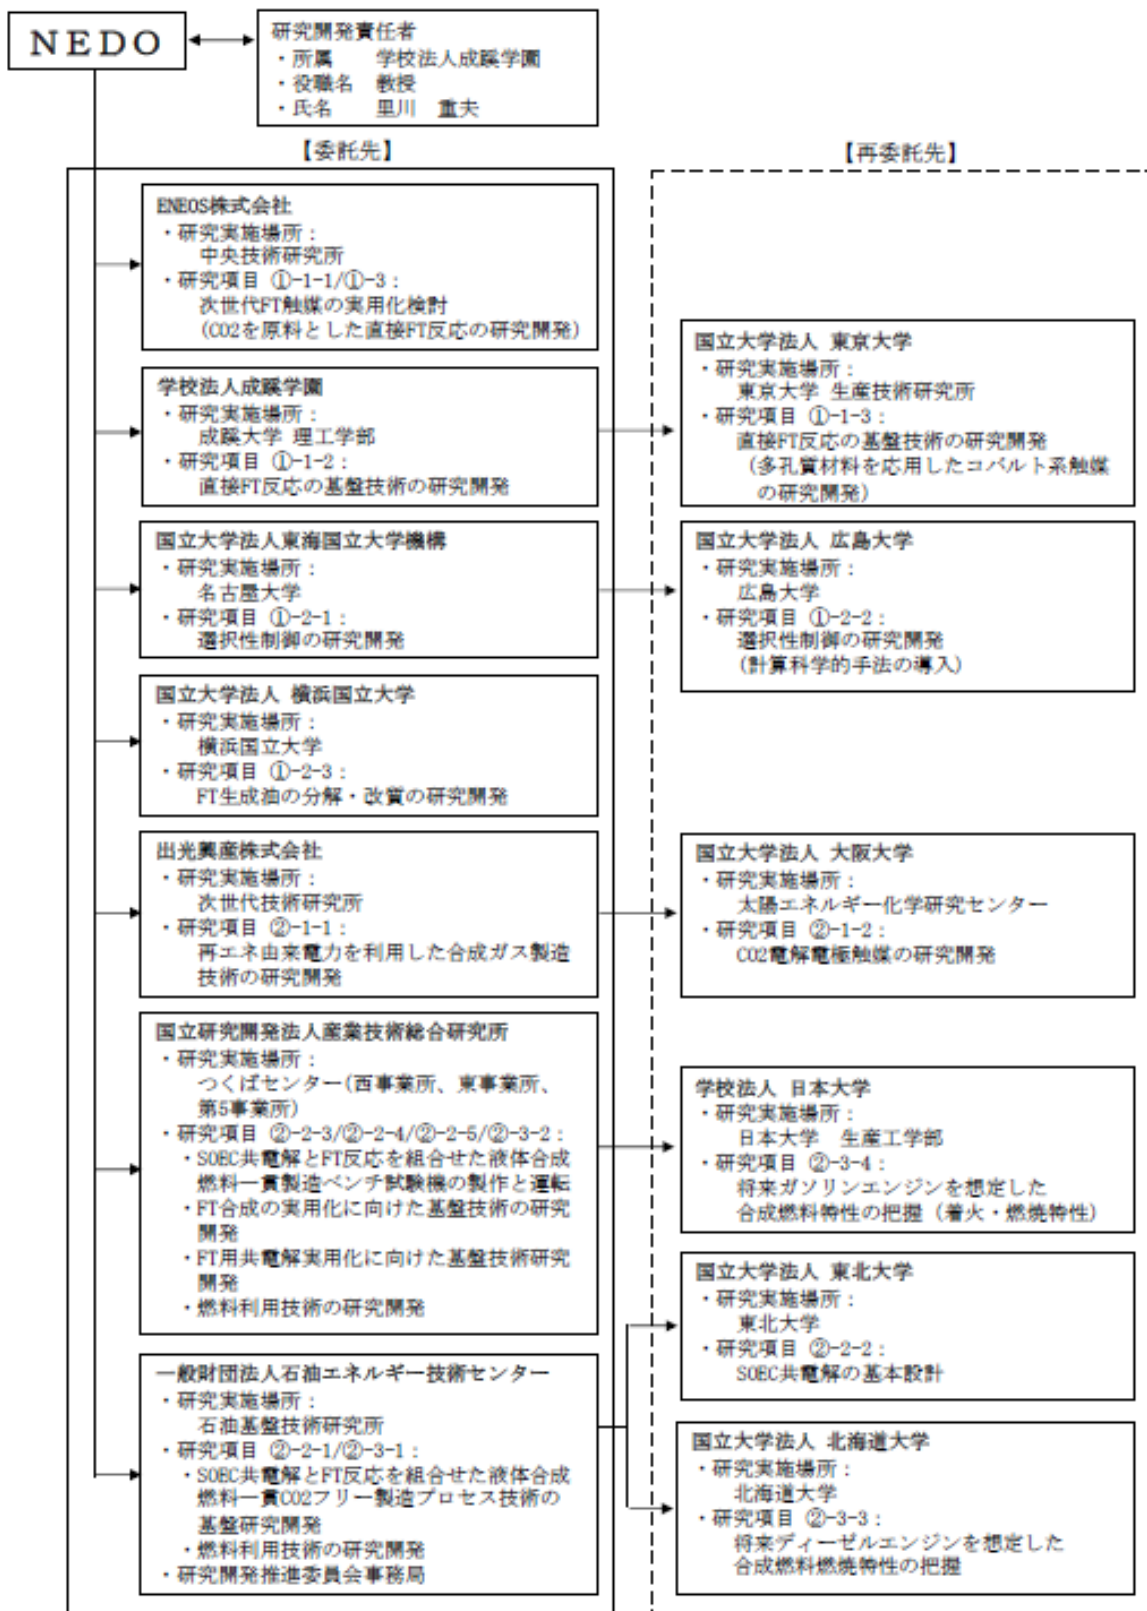 NEDO
研究開発責任者
・所属　学校法人成蹊学園
・役職名　教授
・氏名　里川　重夫
【委託先】
ENEOS株式会社
・研究実施場所：
中央技術研究所
・研究項目 ①-1-1/①-3：
次世代FT触媒の実用化検討
(CO2を原料とした直接FT反応の研究開発)
学校法人成蹊学園
・研究実施場所：
成蹊大学 理工学部
・研究項目 ①-1-2：
直接FT反応の基盤技術の研究開発
国立大学法人東海国立大学機構
・研究実施場所：
名古屋大学
・研究項目 ①-2-1：
選択性制御の研究開発
国立大学法人 横浜国立大学
・研究実施場所：
横浜国立大学
・研究項目 ①-2-3：
FT生成油の分解・改質の研究開発
出光興産株式会社
・研究実施場所：
次世代技術研究所
・研究項目 ②-1-1：
再エネ由来電力を利用した合成ガス製造
技術の研究開発
国立研究開発法人産業技術総合研究所
・研究実施場所：
つくばセンター(西事業所、東事業所、
第5事業所)
・研究項目 ②-2-3/②-2-4/②-2-5/②-3-2：
・SOEC共電解とFT反応を組合せた液体合成
燃料一貫製造ベンチ試験機の製作と運転
・FT合成の実用化に向けた基盤技術の研究
開発
・FT用共電解実用化に向けた基盤技術研究
開発
・燃料利用技術の研究開発
一般財団法人石油エネルギー技術センター
・研究実施場所：
石油基盤技術研究所
・研究項目 ②-2-1/②-3-1：
・SOEC共電解とFT反応を組合せた液体合成
燃料一貫CO2フリー製造プロセス技術の
基盤研究開発
・燃料利用技術の研究開発
・研究開発推進委員会事務局
【再委託先】
国立大学法人 東京大学
・研究実施場所：
東京大学 生産技術研究所
・研究項目 ①-1-3：
直接FT反応の基盤技術の研究開発
(多孔質材料を応用したコバルト系触媒
の研究開発)
国立大学法人 広島大学
・研究実施場所：
広島大学
・研究項目 ①-2-2：
選択性制御の研究開発
(計算科学的手法の導入)
国立大学法人 大阪大学
・研究実施場所：
太陽エネルギー化学研究センター
・研究項目 ②-1-2：
CO2電解電極触媒の研究開発
学校法人 日本大学
・研究実施場所：
日本大学　生産工学部
・研究項目 ②-3-4：
将来ガソリンエンジンを想定した
合成燃料特性の把握 (着火・燃焼特性)
国立大学法人 東北大学
・研究実施場所：
東北大学
・研究項目 ②-2-2：
SOEC共電解の基本設計
国立大学法人 北海道大学
・研究実施場所：
北海道大学
・研究項目 ②-3-3：
将来ディーゼルエンジンを想定した
合成燃料燃焼特性の把握